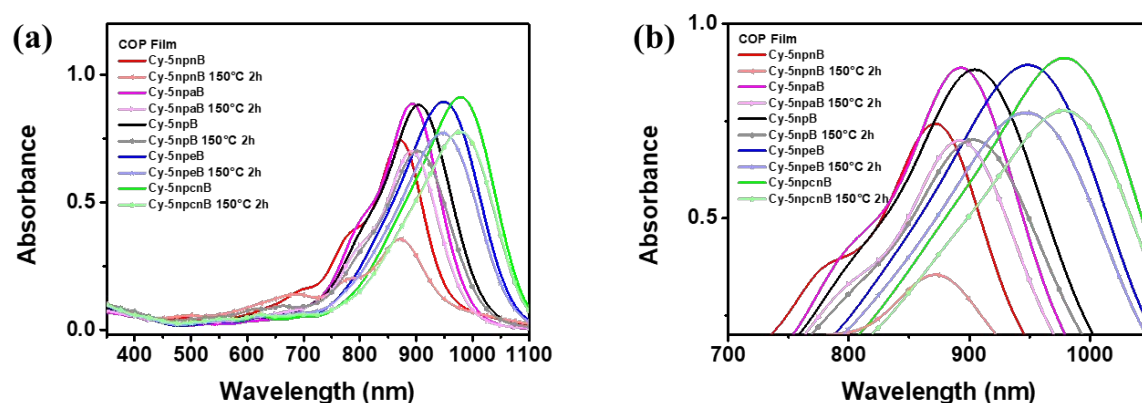 (a)
Absorbance
1.0
0.5
0.0
COP Film
Cy-5npnB
Cy-5npnB 150°C 2h
Cy-5npaB
Cy-5npaB 150°C 2h
Cy-5npB
Cy-5npB 150°C 2h
Cy-5npeB
Cy-5npeB 150°C 2h
Cy-5npcnB
Cy-5npcnB 150°C 2h
400 500 600 700 800 900 1000 1100
Wavelength (nm)
(b)
Absorbance
1.0
0.5
COP Film
Cy-5npnB
Cy-5npnB 150°C 2h
Cy-5npaB
Cy-5npaB 150°C 2h
Cy-5npB
Cy-5npB 150°C 2h
Cy-5npeB
Cy-5npeB 150°C 2h
Cy-5npcnB
Cy-5npcnB 150°C 2h
700 800 900 1000
Wavelength (nm)